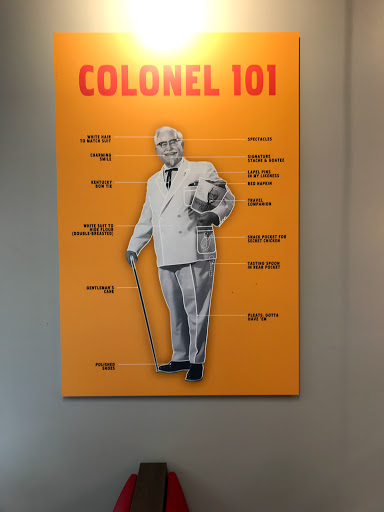 COLONEL 101
WHITE HAIR
TO MATCH SUIT
CHARMING
SMILE
KENTUCKY
BOW TIE
WHITE SUIT TO
HIDE FLOUR
(DOUBLE-BREASTED)
GENTLEMAN'S
CANE
POLISHED
SHOES
SPECTACLES
SIGNATURE
STACHE & GOATEE
LAPEL PINS
IN MY LIKENESS
RED NAPKIN
TRAVEL
COMPANION
SNACK POCKET FOR
SECRET CHICKEN
TASTING SPOON
IN REAR POCKET
PLEATS. GOTTA
HAVE 'EM